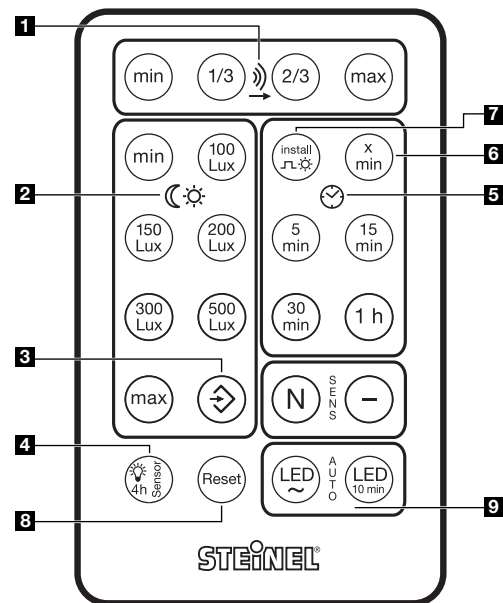 1
min 1/3 2/3 max
7
min 100 Lux
install x min
6
2
5
150 Lux 200 Lux
5 min 15 min
300 Lux 500 Lux
30 min 1 h
3
max
N SENS −
4
4h Sensor
Reset
LED ~ AUTO LED 10 min
8
9
STEINEL®